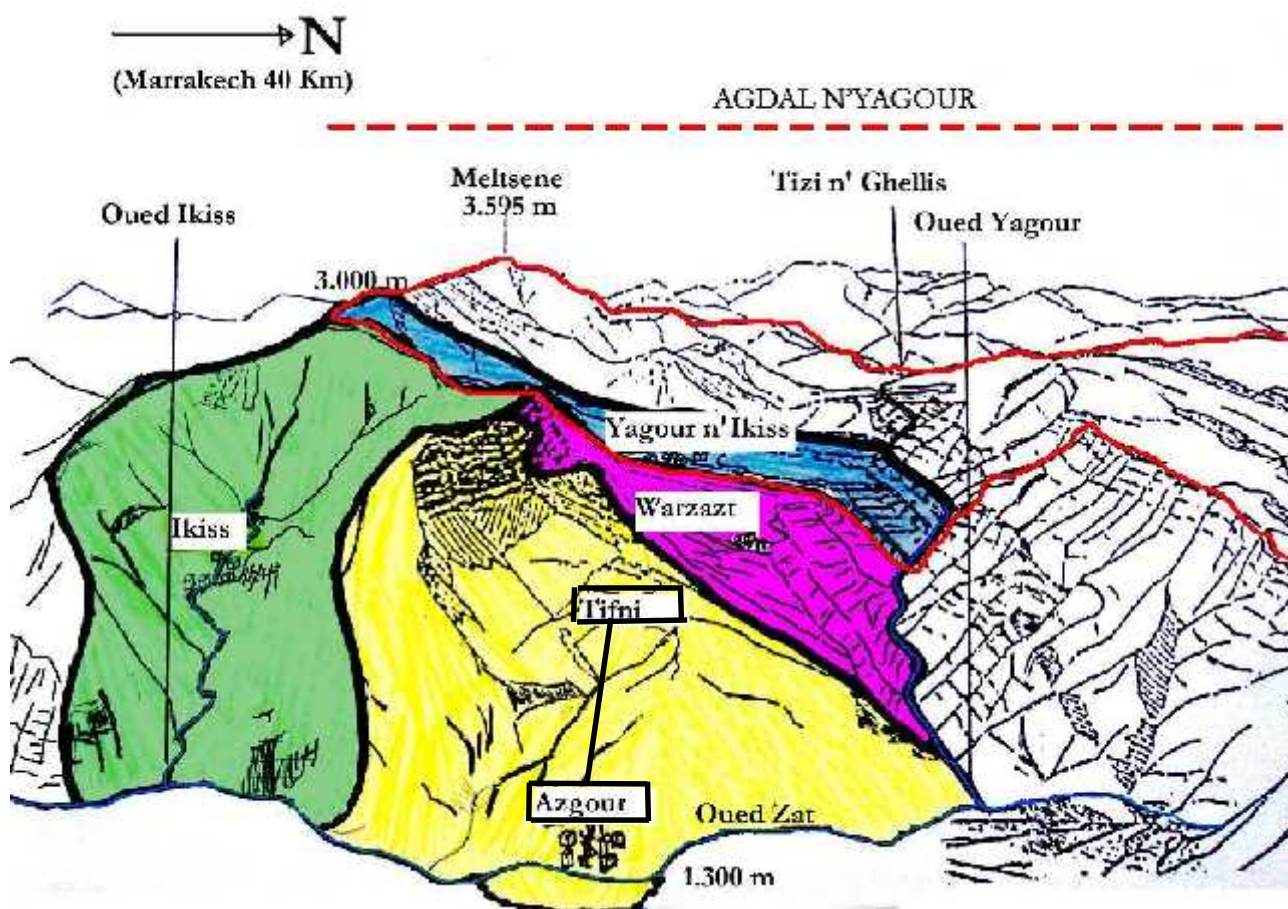 N
(Marrakech 40 Km)
AGDAL N'YAGOUR
Meltsene
3.595 m
Tizi n' Ghellis
Oued Ikiss
Oued Yagour
3.000 m
Yagour n' Ikiss
Warzazt
Ikiss
Tifni
Azgour
Oued Zat
1.300 m